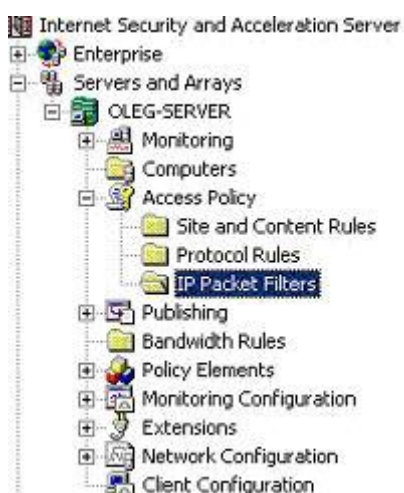 Internet Security and Acceleration Server
Enterprise
Servers and Arrays
OLEG-SERVER
Monitoring
Computers
Access Policy
Site and Content Rules
Protocol Rules
IP Packet Filters
Publishing
Bandwidth Rules
Policy Elements
Monitoring Configuration
Extensions
Network Configuration
Client Configuration